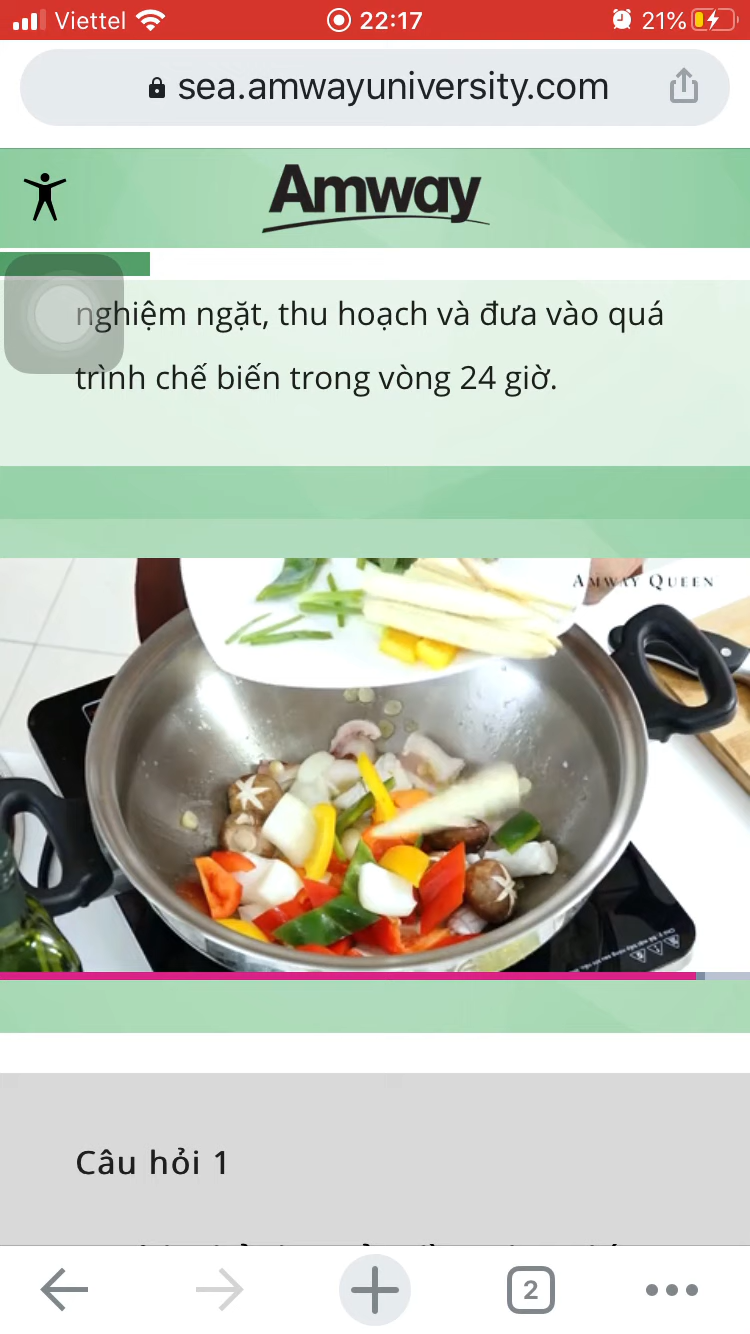 Viettel
22:17
21%
sea.amwayuniversity.com
Amway
nghiệm ngặt, thu hoạch và đưa vào quá
trình chế biến trong vòng 24 giờ.
AMWAY QUEEN
Câu hỏi 1
2